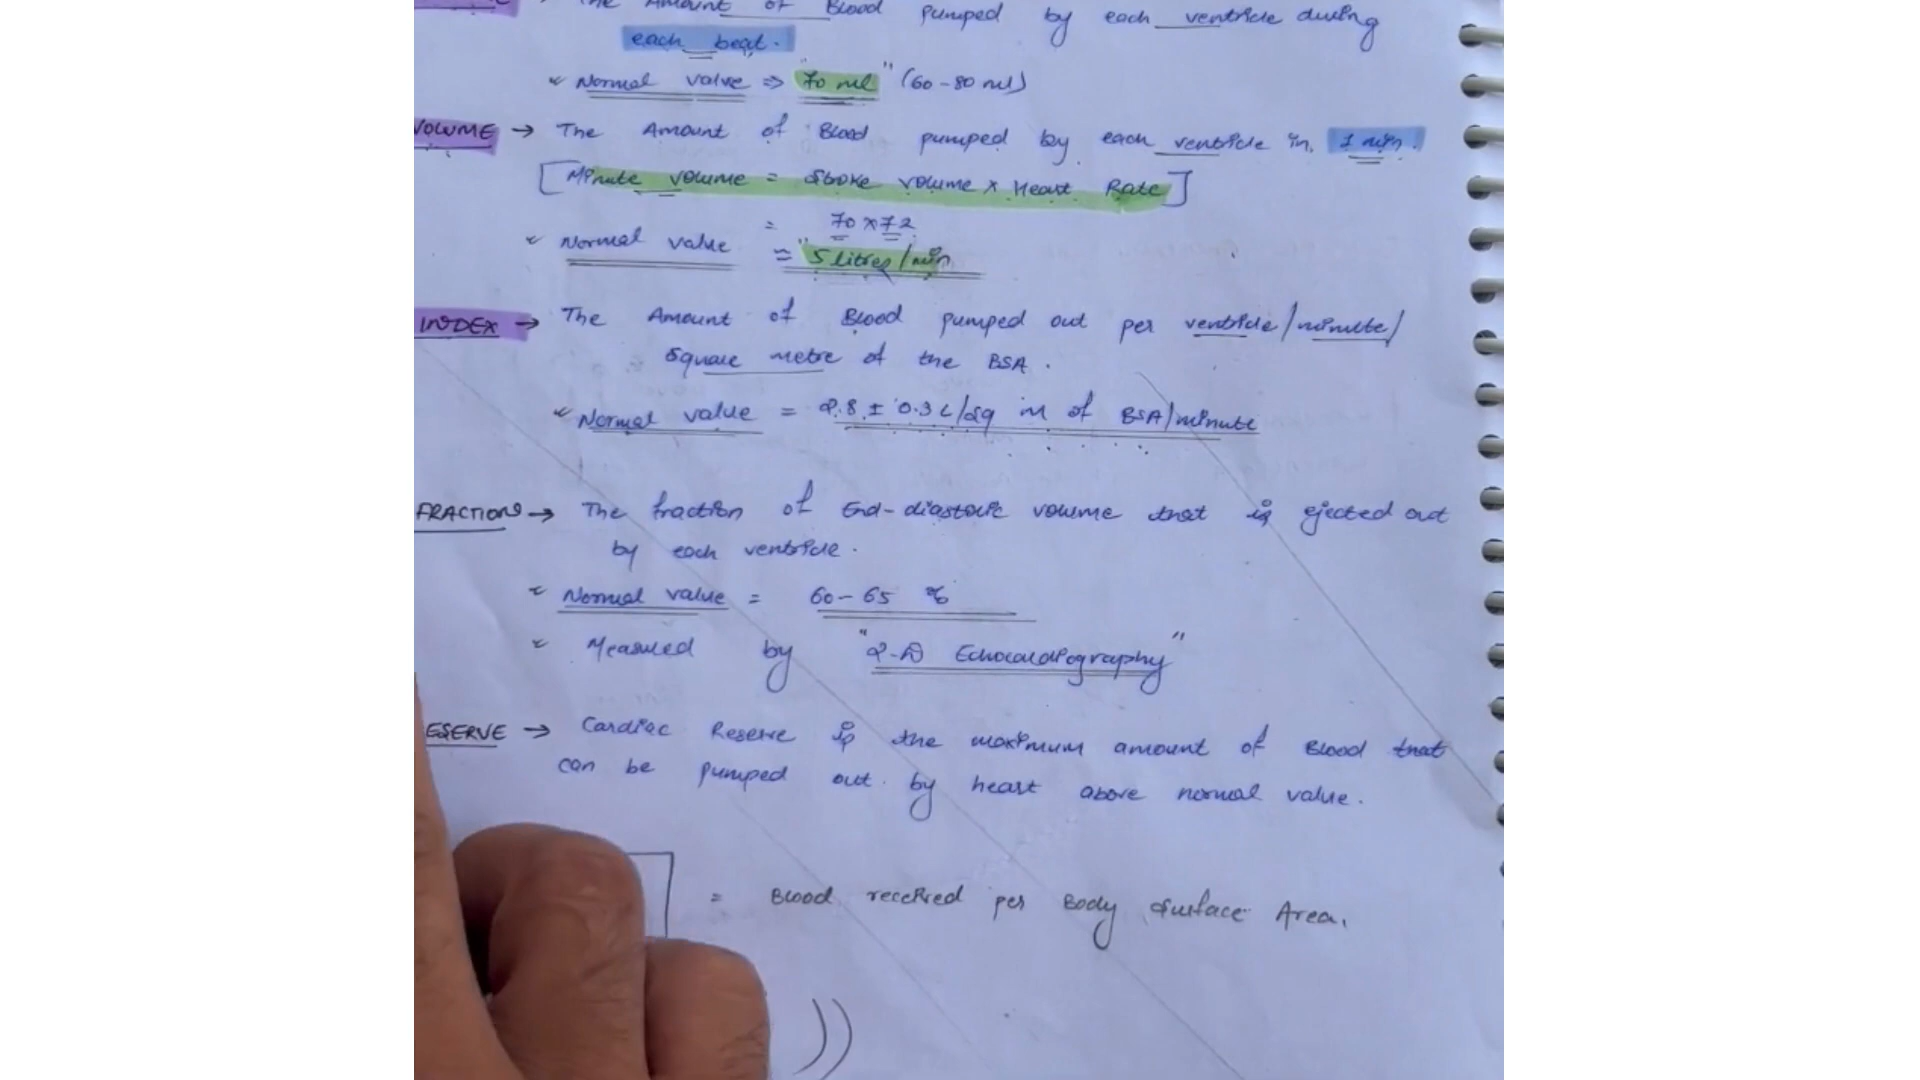 The Amount of Blood pumped by each ventricle during
each beat.
Normal value ⇒ "70 ml" (60-80 ml)
VOLUME → The Amount of Blood pumped by each ventricle in 1 min.
[Minute volume = Stroke volume × Heart Rate]
= 70 × 72
Normal value ≈ "5 litres/min
INDEX → The Amount of Blood pumped out per ventricle/minute/
Square metre of the BSA.
Normal value = 2.8 ± 0.3 L/sq m of BSA/minute
FRACTIONS → The fraction of End-diastolic volume that is ejected out
by each ventricle.
Normal value = 60-65 %
Measured by "2-D Echocardiography"
ESERVE → Cardiac Reserve is the maximum amount of Blood that
can be pumped out by heart above normal value.
= Blood received per Body Surface Area.